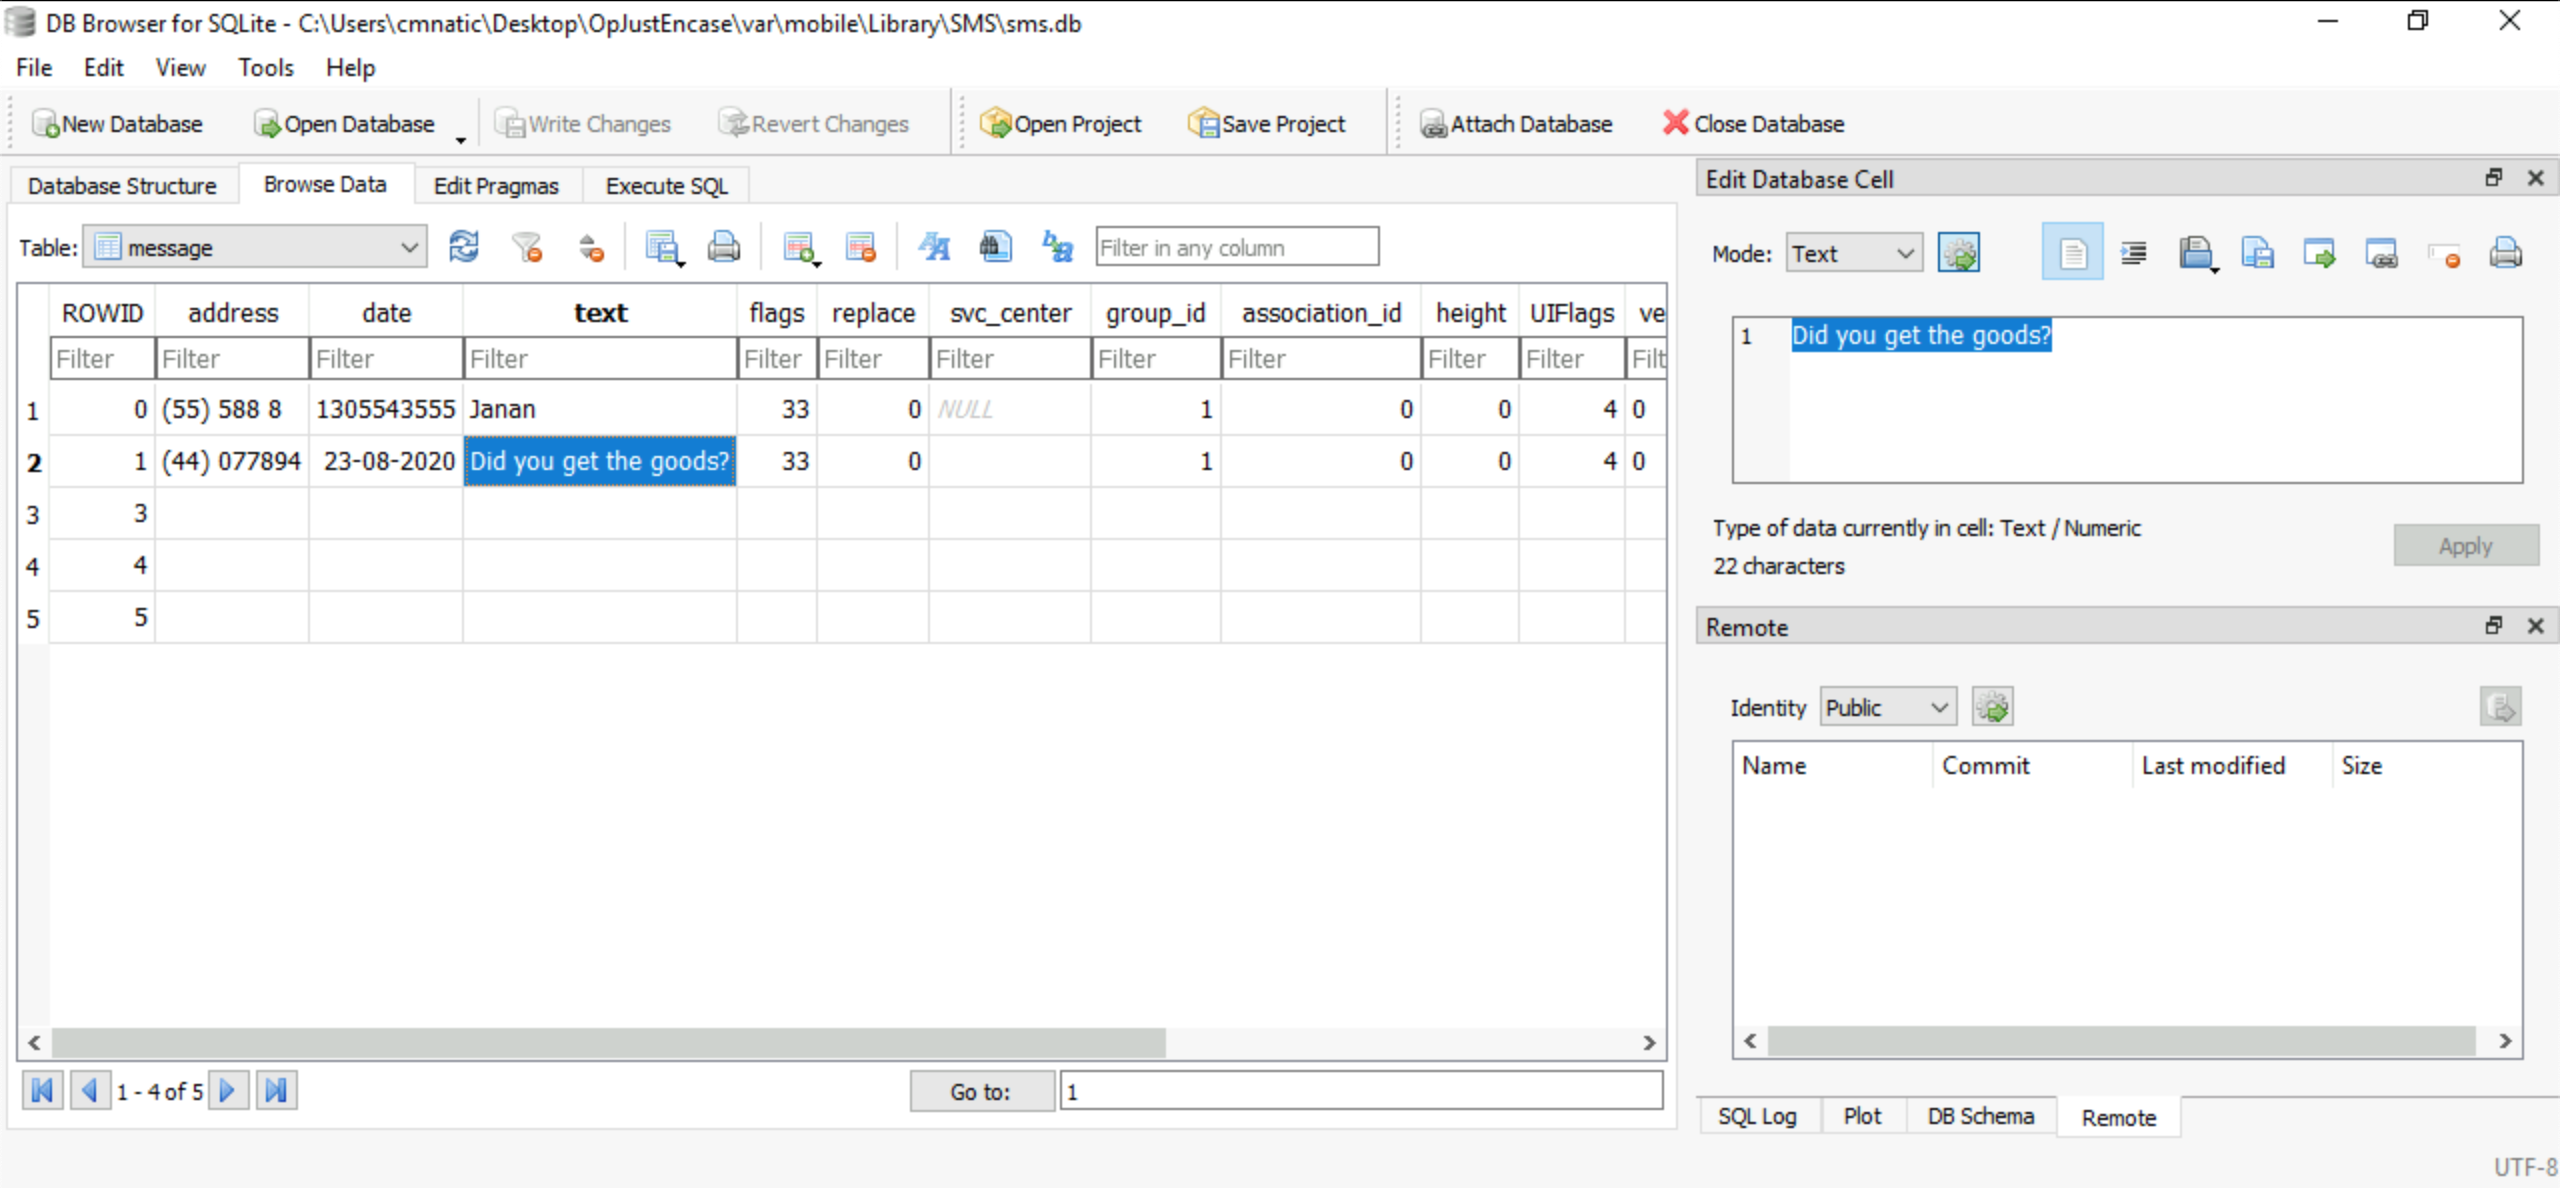 DB Browser for SQLite - C:\Users\cmnatic\Desktop\OpJustEncase\var\mobile\Library\SMS\sms.db
File Edit View Tools Help
New Database Open Database Write Changes Revert Changes Open Project Save Project Attach Database Close Database
Database Structure Browse Data Edit Pragmas Execute SQL
Table: message Filter in any column
ROWID address date text flags replace svc_center group_id association_id height UIFlags ve
Filter Filter Filter Filter Filter Filter Filter Filter Filter Filter Filter Filt
1 0 (55) 588 8 1305543555 Janan 33 0 NULL 1 0 0 4 0
2 1 (44) 077894 23-08-2020 Did you get the goods? 33 0 1 0 0 4 0
3 3
4 4
5 5
1 - 4 of 5 Go to: 1
Edit Database Cell
Mode: Text
1 Did you get the goods?
Type of data currently in cell: Text / Numeric
22 characters
Apply
Remote
Identity Public
Name Commit Last modified Size
SQL Log Plot DB Schema Remote
UTF-8